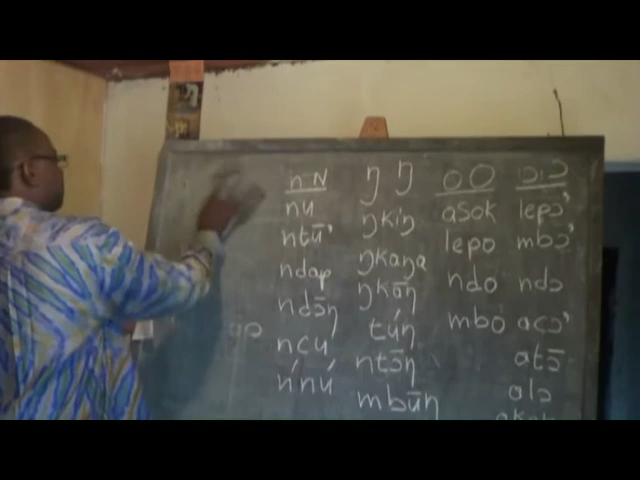 n N
nu
ntū'
ndap
ndɔ̄ŋ
ncu
ńnú
ŋ Ŋ
ŋkiŋ
ŋkaŋa
ŋkāŋ
túŋ
ntɔ̄ŋ
mbūŋ
o O
asok
lepo
ndo
mbo
lepɔ'
mbɔ'
ndɔ
acɔ'
atɔ̄
alɔ